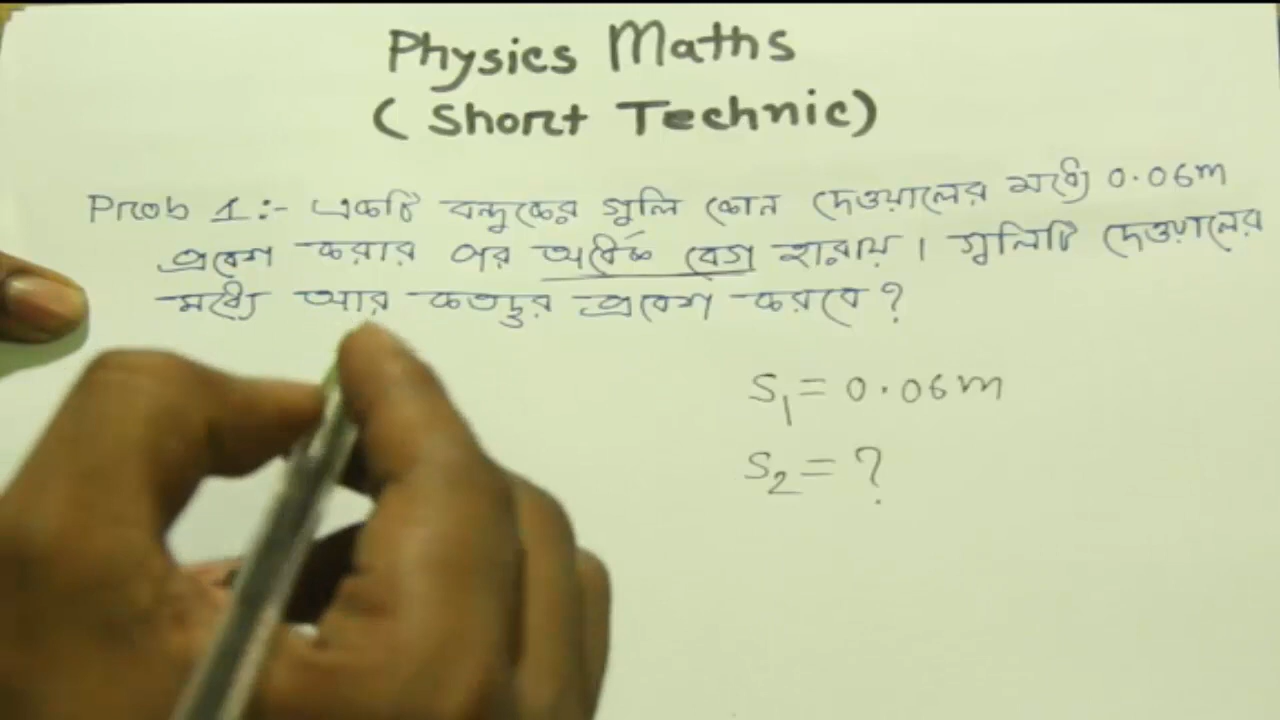 Physics Maths
(Short Technic)
Prob 1:- একটি বন্দুকের গুলি কোন দেওয়ালের মধ্যে 0.06m
প্রবেশ করার পর অর্ধেক বেগ হারায়। গুলিটি দেওয়ালের
মধ্যে আর কতদুর প্রবেশ করবে?
S₁ = 0.06m
S₂ = ?